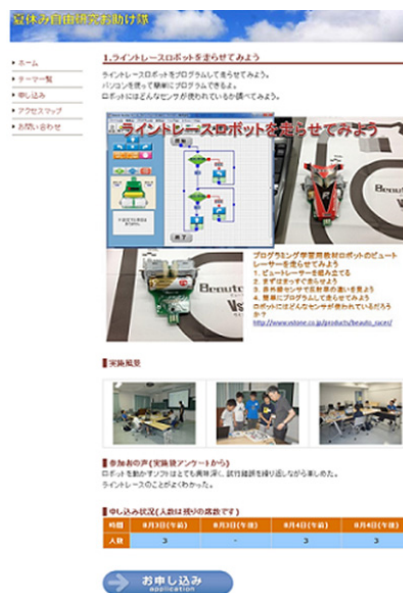 夏休み自由研究お助け隊
ホーム
テーマ一覧
申し込み
アクセスマップ
お問い合わせ
1.ライントレースロボットを走らせてみよう
ライントレースロボットをプログラムして走らせてみよう。
パソコンを使って簡単にプログラムできるよ。
ロボットにはどんなセンサが使われているか調べてみよう。
ライントレースロボットを走らせてみよう
開始
終了
Beauto
Vs
プログラミング学習用教材ロボットのビュート
レーサーを走らせてみよう
1. ビュートレーサーを組み立てる
2. まずはまっすぐ走らせよう
3. 赤外線センサで反射率の違いを見よう
4. 簡単にプログラムして走らせてみよう
ロボットにはどんなセンサが使われているだろう
か？
http://www.vstone.co.jp/products/beauto_racer/
実施風景
参加者の声(実施後アンケートから)
ロボットを動かすソフトはとても興味深く、試行錯誤を繰り返しながら楽しめた。
ライントレースのことがよくわかった。
申し込み状況(人数は残りの席数です)
時間 8月3日(午前) 8月3日(午後) 8月4日(午前) 8月4日(午後)
人数 3 - 3 3
お申し込み
application